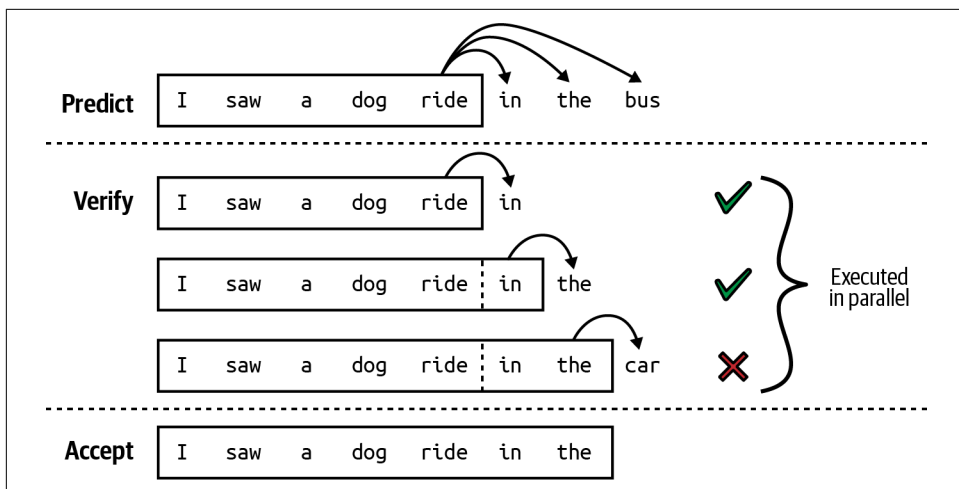 Predict I saw a dog ride in the bus
Verify I saw a dog ride in
I saw a dog ride in the
I saw a dog ride in the car
Executed
in parallel
Accept I saw a dog ride in the